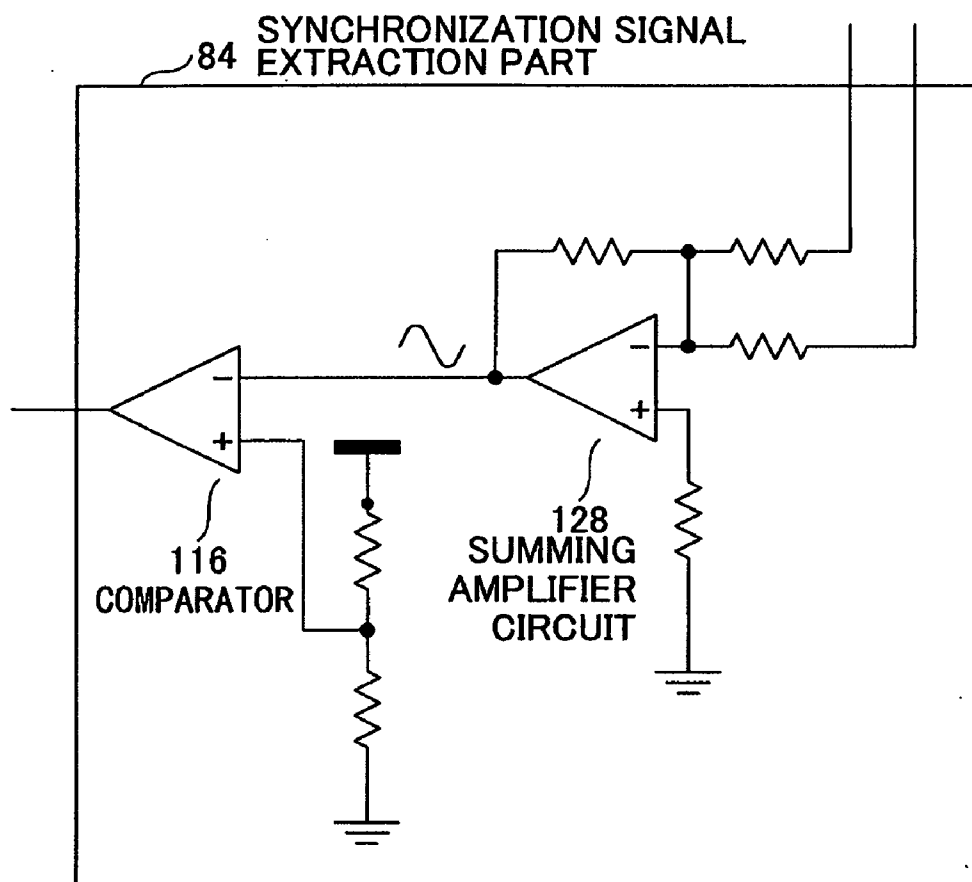 84 SYNCHRONIZATION SIGNAL
EXTRACTION PART
−
+
−
+
116
COMPARATOR
128
SUMMING
AMPLIFIER
CIRCUIT